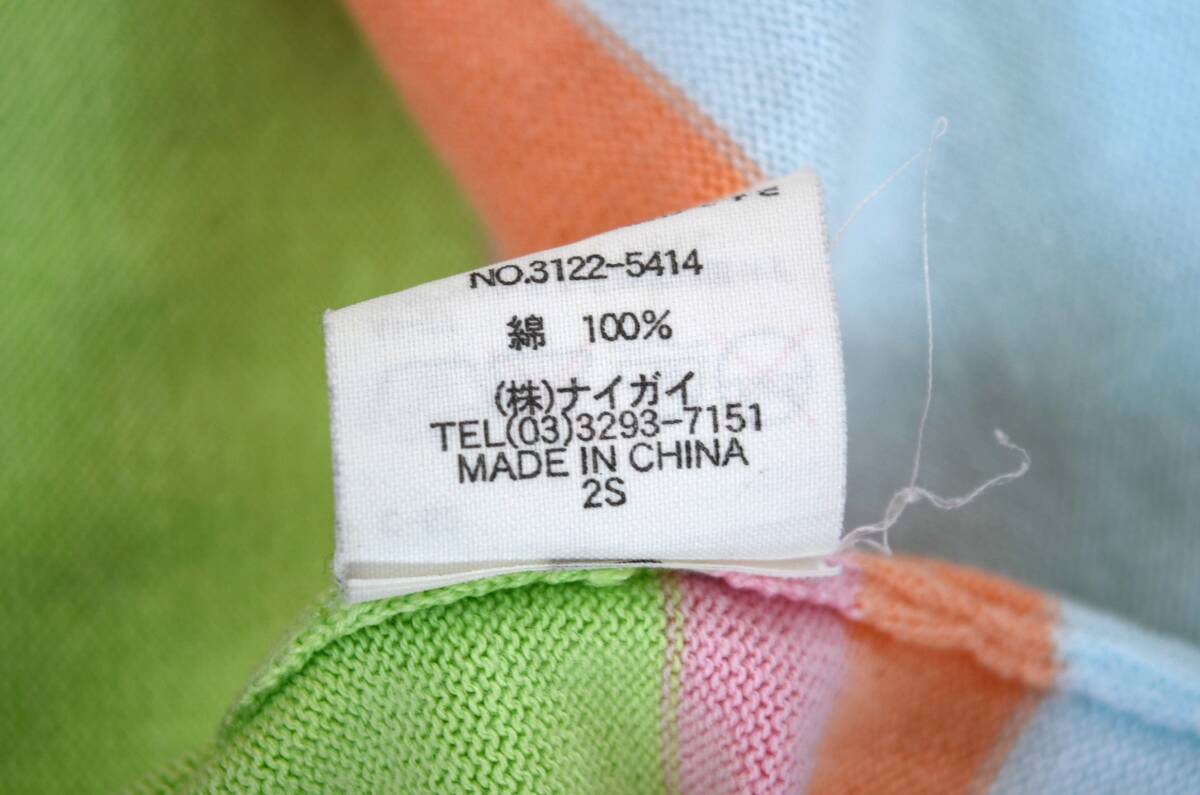 NO.3122-5414
綿 100%
(株)ナイガイ
TEL(03)3293-7151
MADE IN CHINA
2S